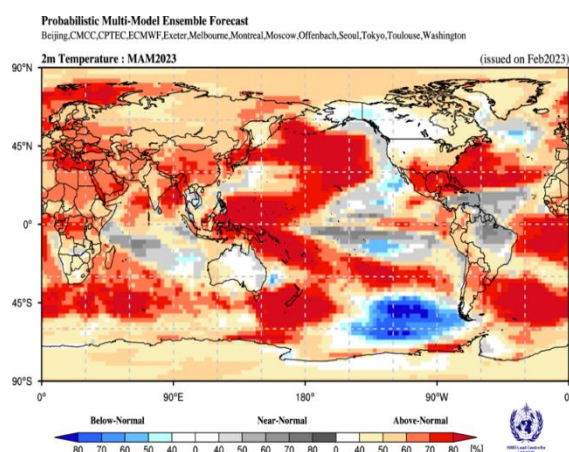 Probabilistic Multi-Model Ensemble Forecast
Beijing,CMCC,CPTEC,ECMWF,Exeter,Melbourne,Montreal,Moscow,Offenbach,Seoul,Tokyo,Toulouse,Washington
2m Temperature : MAM2023 (issued on Feb2023)
90°N
45°N
0°
45°S
90°S
0° 90°E 180° 90°W 0°
Below-Normal Near-Normal Above-Normal
80 70 60 50 40 0 40 50 60 70 80 0 40 50 60 70 80 [%]